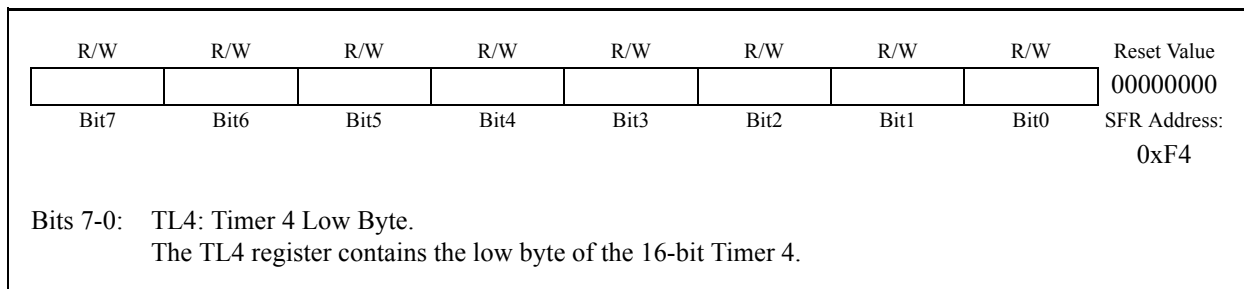 R/W R/W R/W R/W R/W R/W R/W R/W Reset Value
00000000
Bit7 Bit6 Bit5 Bit4 Bit3 Bit2 Bit1 Bit0 SFR Address:
0xF4
Bits 7-0: TL4: Timer 4 Low Byte.
The TL4 register contains the low byte of the 16-bit Timer 4.